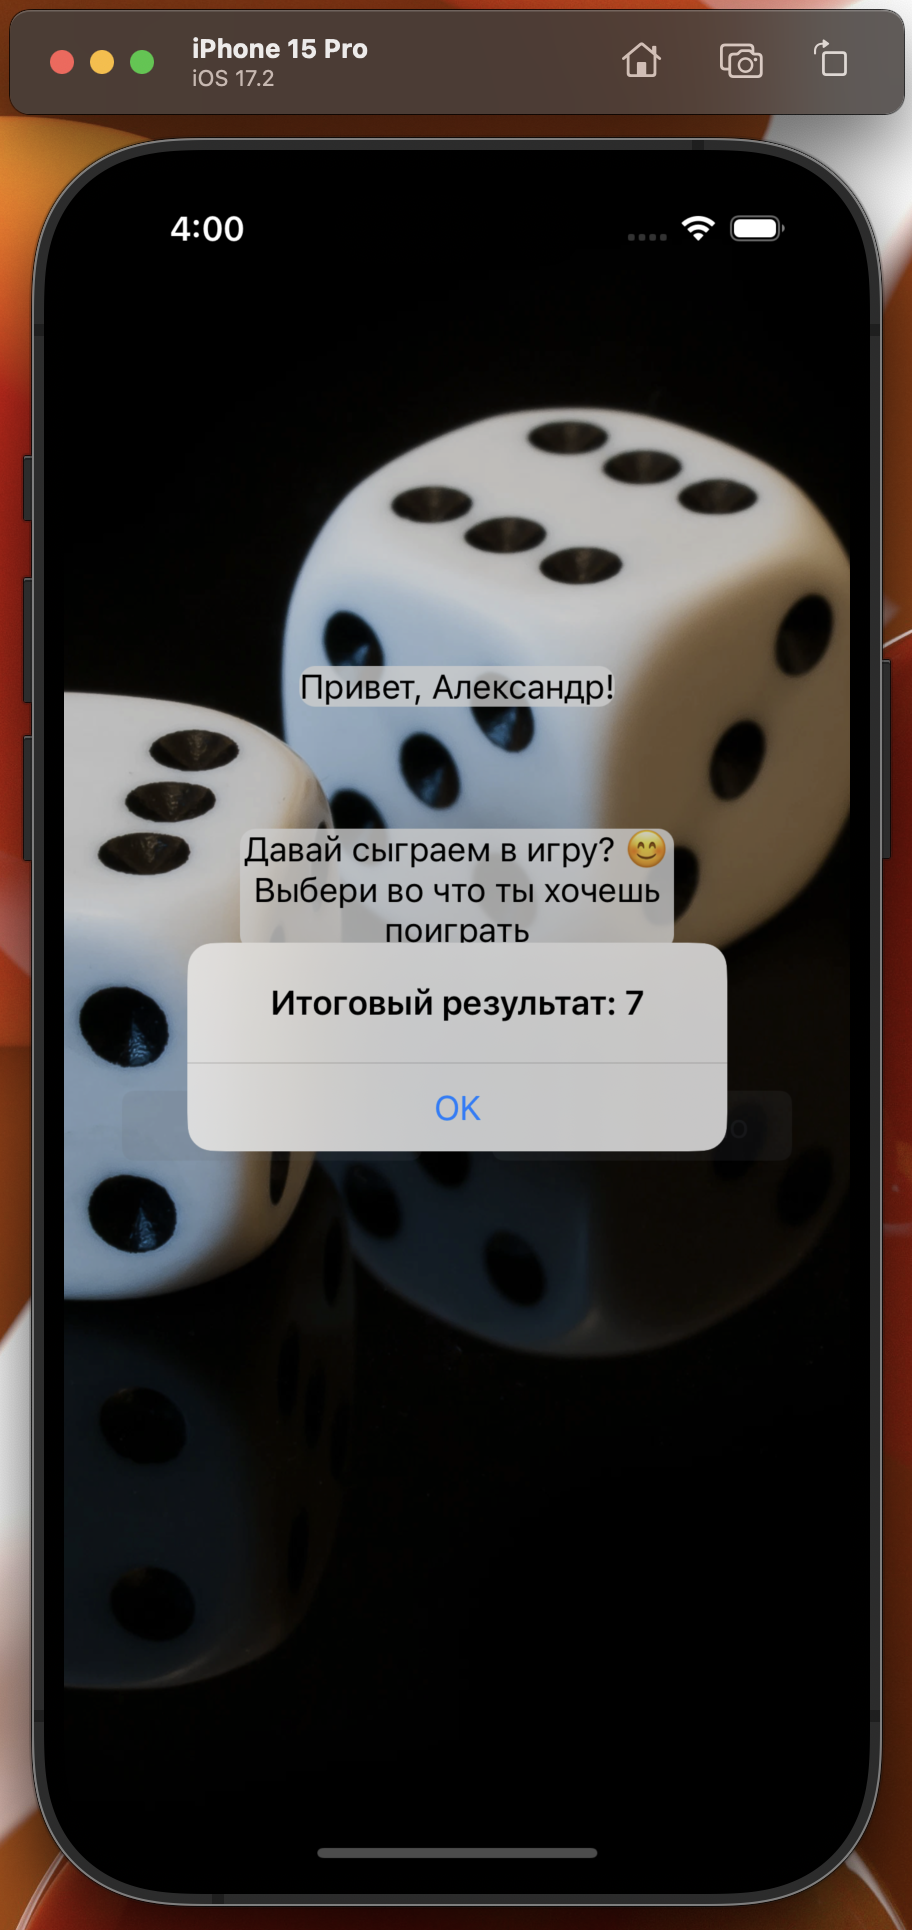 iPhone 15 Pro
iOS 17.2
4:00
Привет, Александр!
Давай сыграем в игру? 😊
Выбери во что ты хочешь
поиграть
Итоговый результат: 7
OK